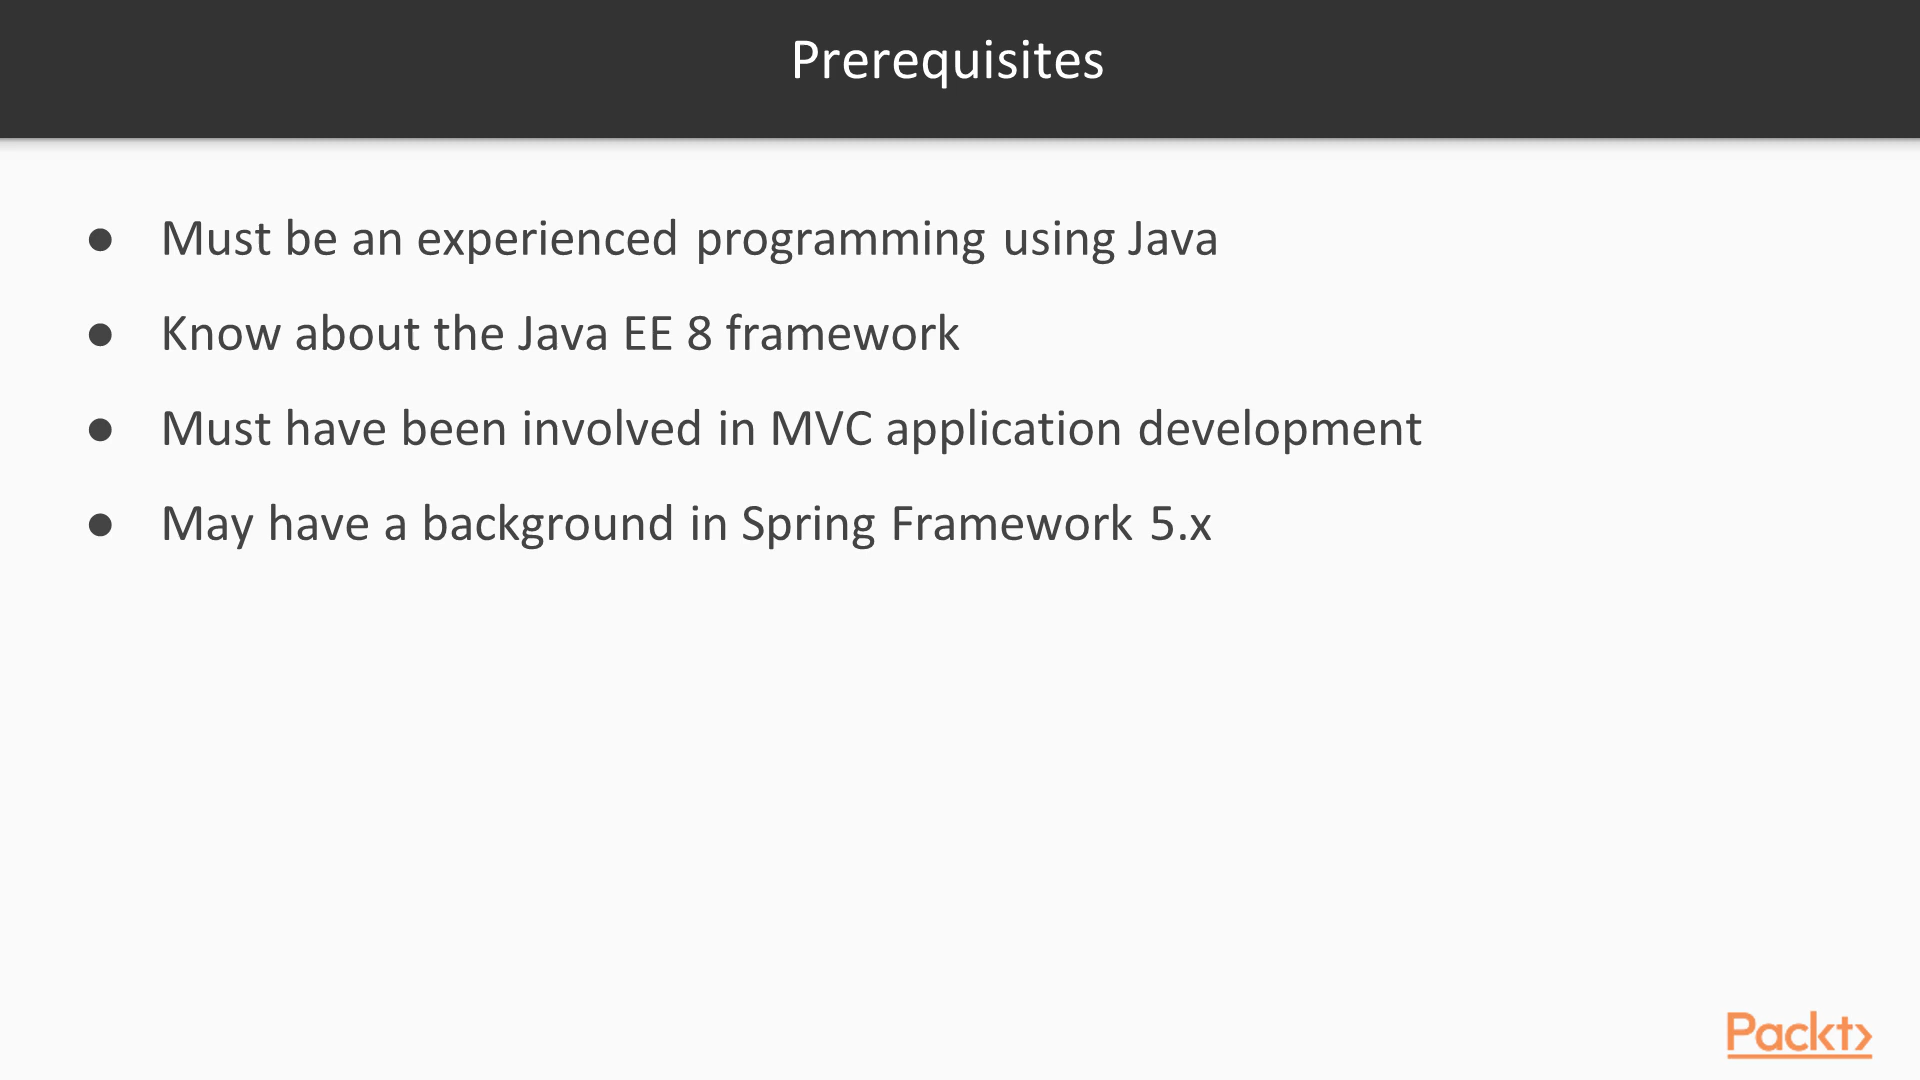 Prerequisites
● Must be an experienced programming using Java
● Know about the Java EE 8 framework
● Must have been involved in MVC application development
● May have a background in Spring Framework 5.x
Packt>